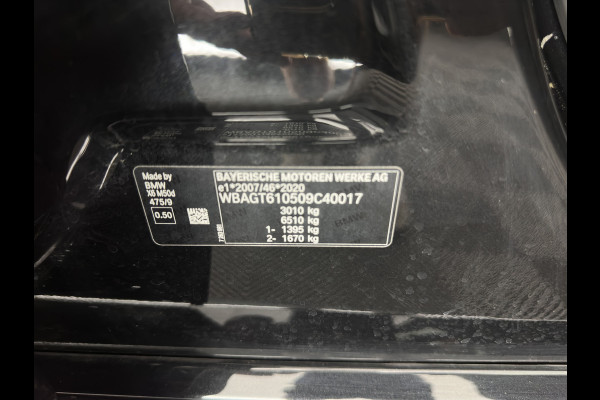 Made by
BMW
X6 M50d
475/9
0.50
BAYERISCHE MOTOREN WERKE AG
e1*2007/46*2020
WBAGT610509C40017
3010 kg
6510 kg
1- 1395 kg
2- 1670 kg